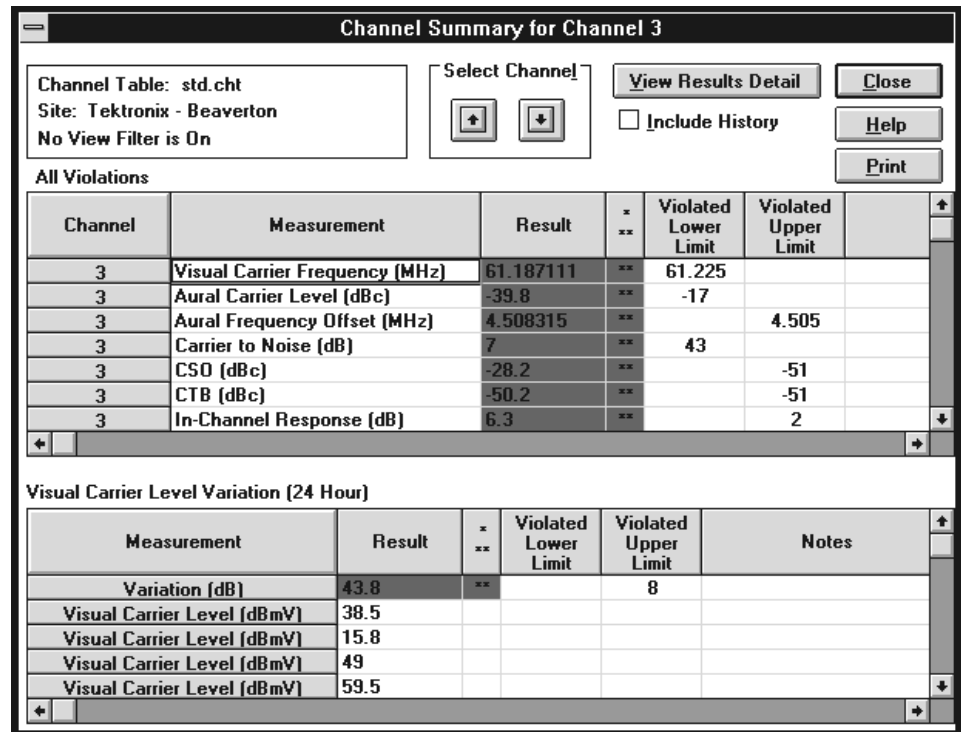 Channel Summary for Channel 3
Channel Table: std.cht
Site: Tektronix - Beaverton
No View Filter is On
Select Channel
View Results Detail
Include History
Close
Help
Print
All Violations
Channel Measurement Result * ** Violated Lower Limit Violated Upper Limit
3 Visual Carrier Frequency (MHz) 61.187111 ** 61.225
3 Aural Carrier Level (dBc) -39.8 ** -17
3 Aural Frequency Offset (MHz) 4.508315 ** 4.505
3 Carrier to Noise (dB) 7 ** 43
3 CSO (dBc) -28.2 ** -51
3 CTB (dBc) -50.2 ** -51
3 In-Channel Response (dB) 6.3 ** 2
Visual Carrier Level Variation (24 Hour)
Measurement Result * ** Violated Lower Limit Violated Upper Limit Notes
Variation (dB) 43.8 ** 8
Visual Carrier Level (dBmV) 38.5
Visual Carrier Level (dBmV) 15.8
Visual Carrier Level (dBmV) 49
Visual Carrier Level (dBmV) 59.5